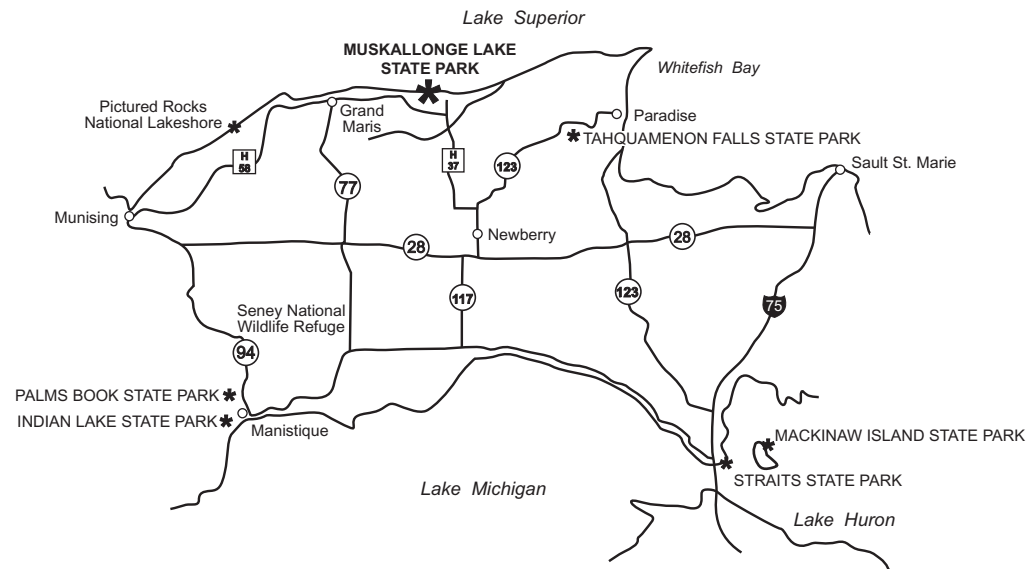 Lake Superior
MUSKALLONGE LAKE
STATE PARK
Whitefish Bay
Pictured Rocks
National Lakeshore
Grand
Maris
Paradise
TAHQUAMENON FALLS STATE PARK
H
58
H
37
123
Sault St. Marie
77
Munising
Newberry
28
28
117
123
75
Seney National
Wildlife Refuge
94
PALMS BOOK STATE PARK
INDIAN LAKE STATE PARK
Manistique
MACKINAW ISLAND STATE PARK
STRAITS STATE PARK
Lake Michigan
Lake Huron